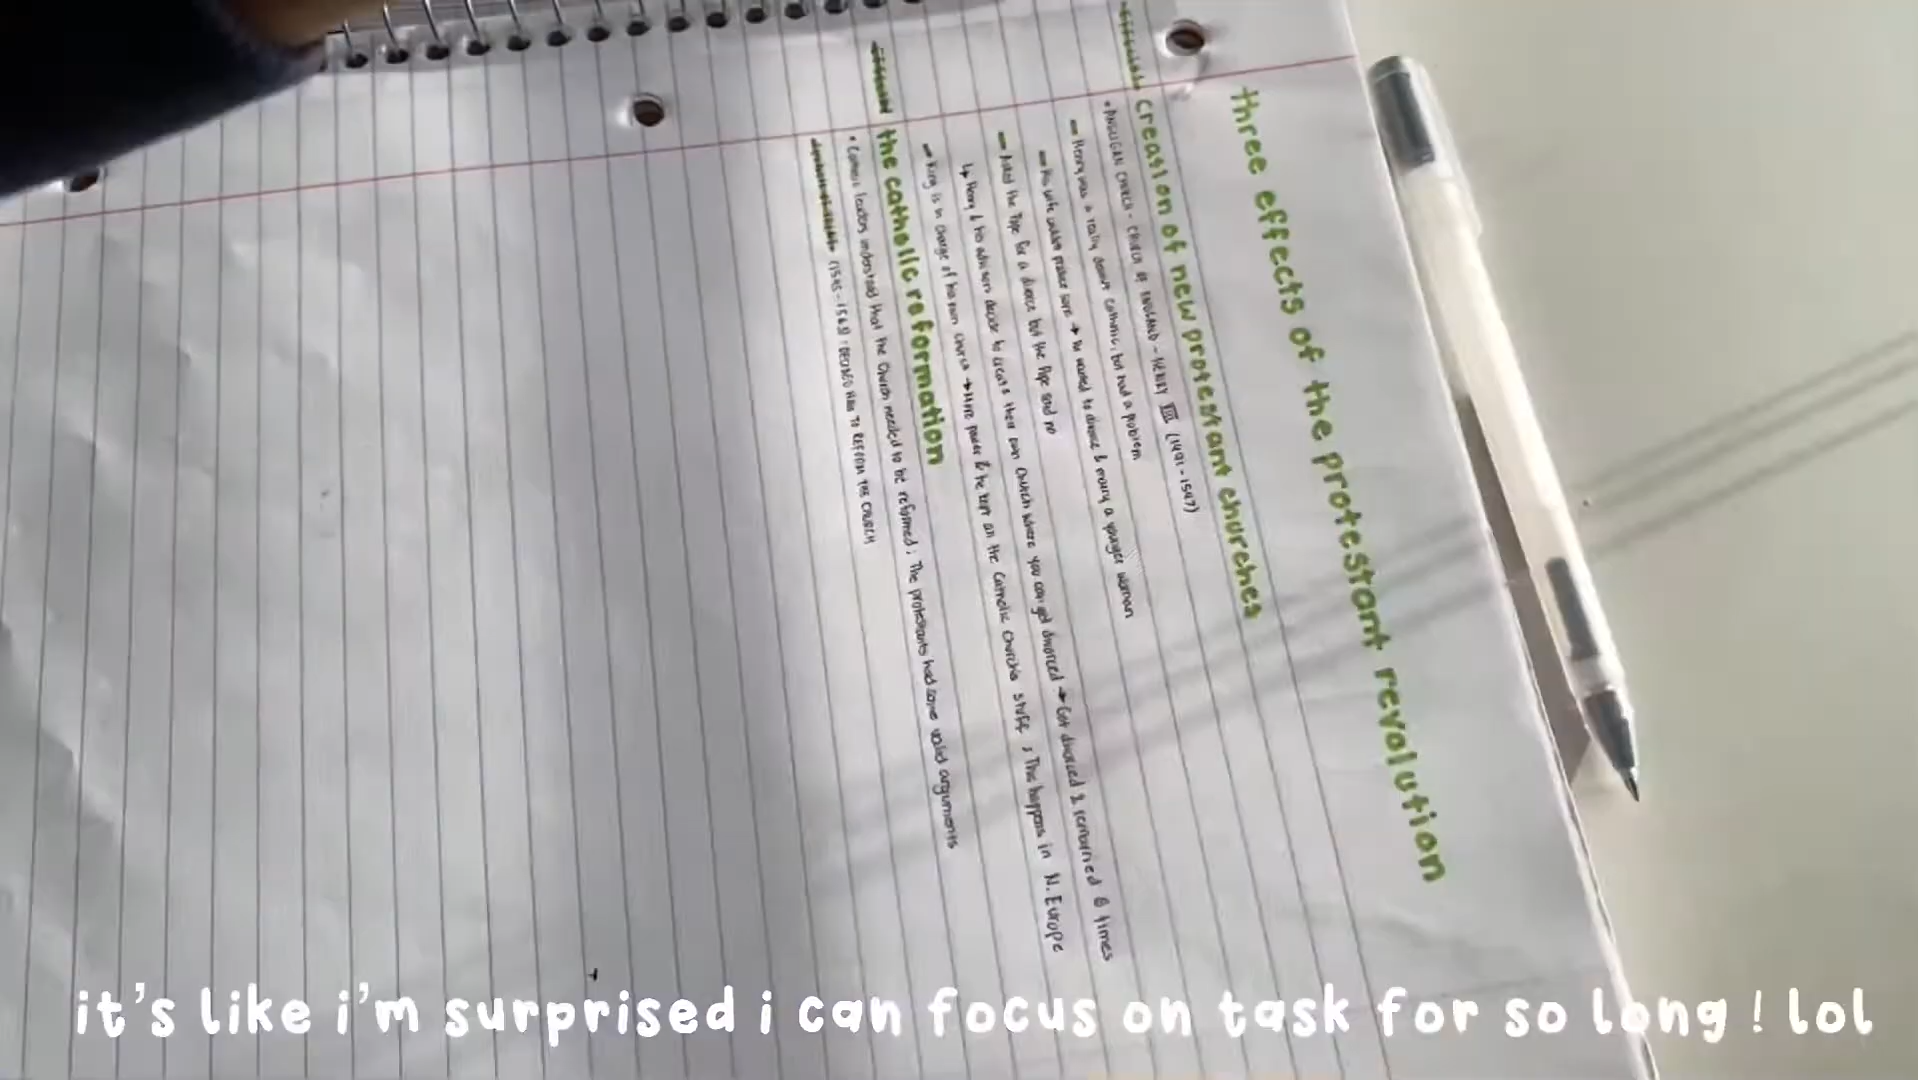 three effects of the protestant revolution
creation of new protestant churches
• ANGLICAN CHURCH - CHURCH OF ENGLAND - HENRY VIII (1491-1547)
- Henry was a really devout catholic, but had a problem
- His wife couldn't produce sons → He wanted to divorce & marry a younger woman
- Asked the Pope for a divorce but the Pope said no
↳ Henry & his advisors decide to create their own church where you can get divorced → Got divorced & remarried 6 times
- King is in charge of his own church → More power & he kept all the Catholic Churchis stuff ; This happens in N. Europe
the catholic reformation
• Catholic leaders understood that the Church needed to be reformed ; The protestants had some valid arguments
(1545-1563) : DECIDED HOW TO REFORM THE CHURCH
it's like i'm surprised i can focus on task for so long ! lol